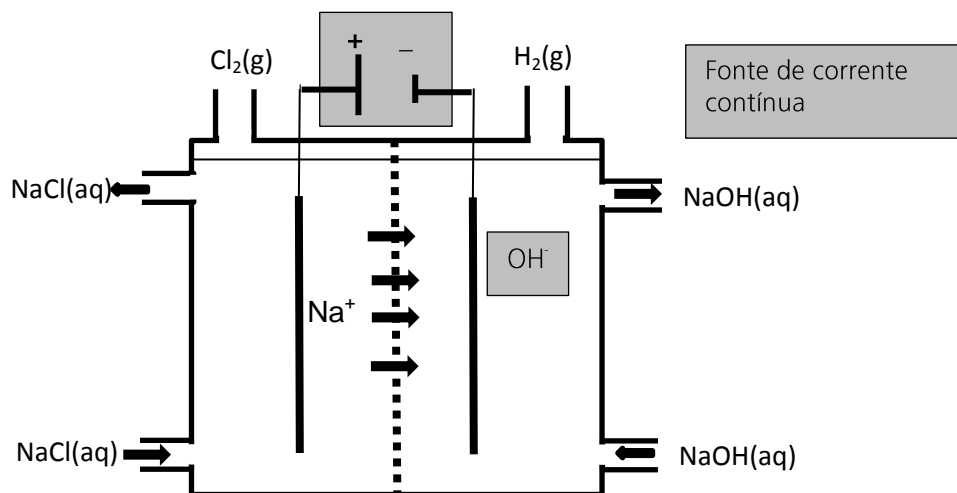 +
–
Cl₂(g)
H₂(g)
Fonte de corrente
contínua
NaCl(aq)
NaOH(aq)
OH⁻
Na⁺
NaCl(aq)
NaOH(aq)